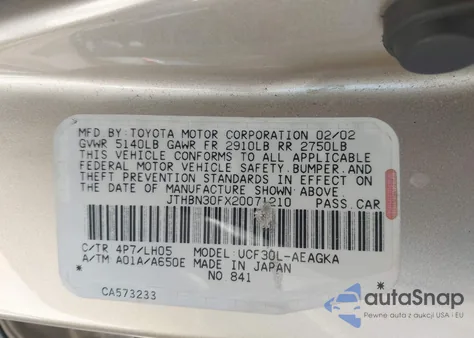 MFD BY: TOYOTA MOTOR CORPORATION 02/02
GVWR 5140LB GAWR FR 2910LB RR 2750LB
THIS VEHICLE CONFORMS TO ALL APPLICABLE
FEDERAL MOTOR VEHICLE SAFETY,BUMPER,AND
THEFT PREVENTION STANDARDS IN EFFECT ON
THE DATE OF MANUFACTURE SHOWN ABOVE.
JTHBN30FX20071210 PASS.CAR
C/TR 4P7/LH05 MODEL:UCF30L-AEAGKA
A/TM A01A/A650E MADE IN JAPAN
NO 841
CA573233
autoSnap
Pewne auta z dostawą z USA i EU